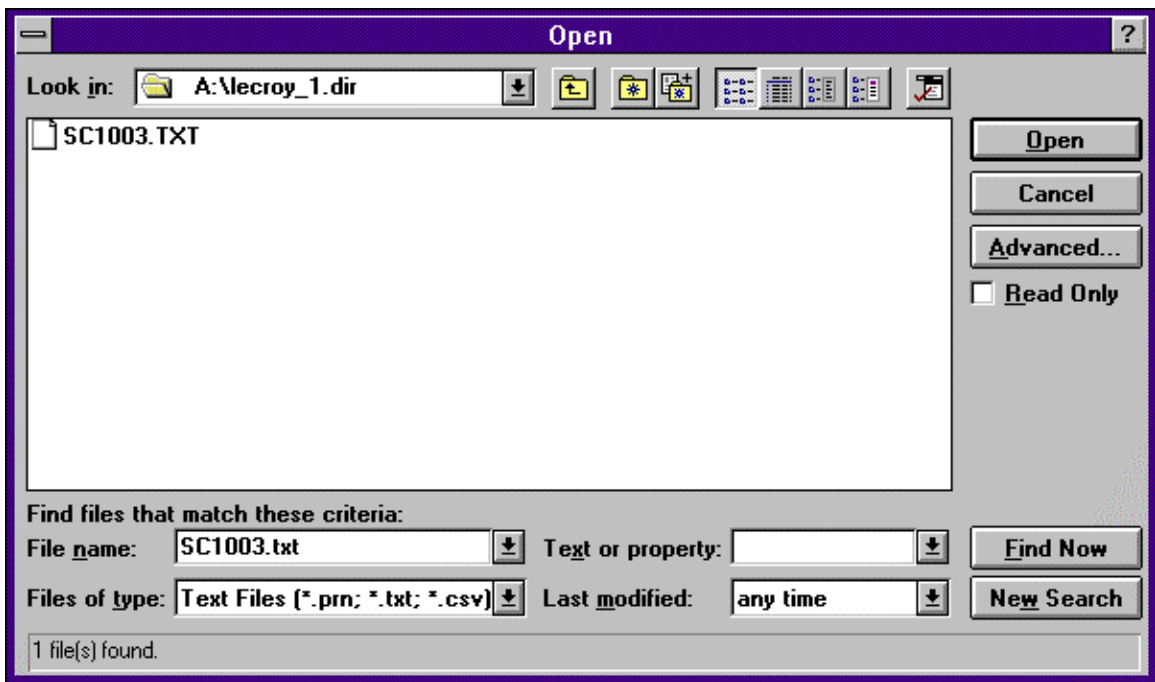 Open ?
Look in: A:\lecroy_1.dir
SC1003.TXT
Open
Cancel
Advanced...
Read Only
Find files that match these criteria:
File name: SC1003.txt Text or property: Find Now
Files of type: Text Files (*.prn; *.txt; *.csv) Last modified: any time New Search
1 file(s) found.